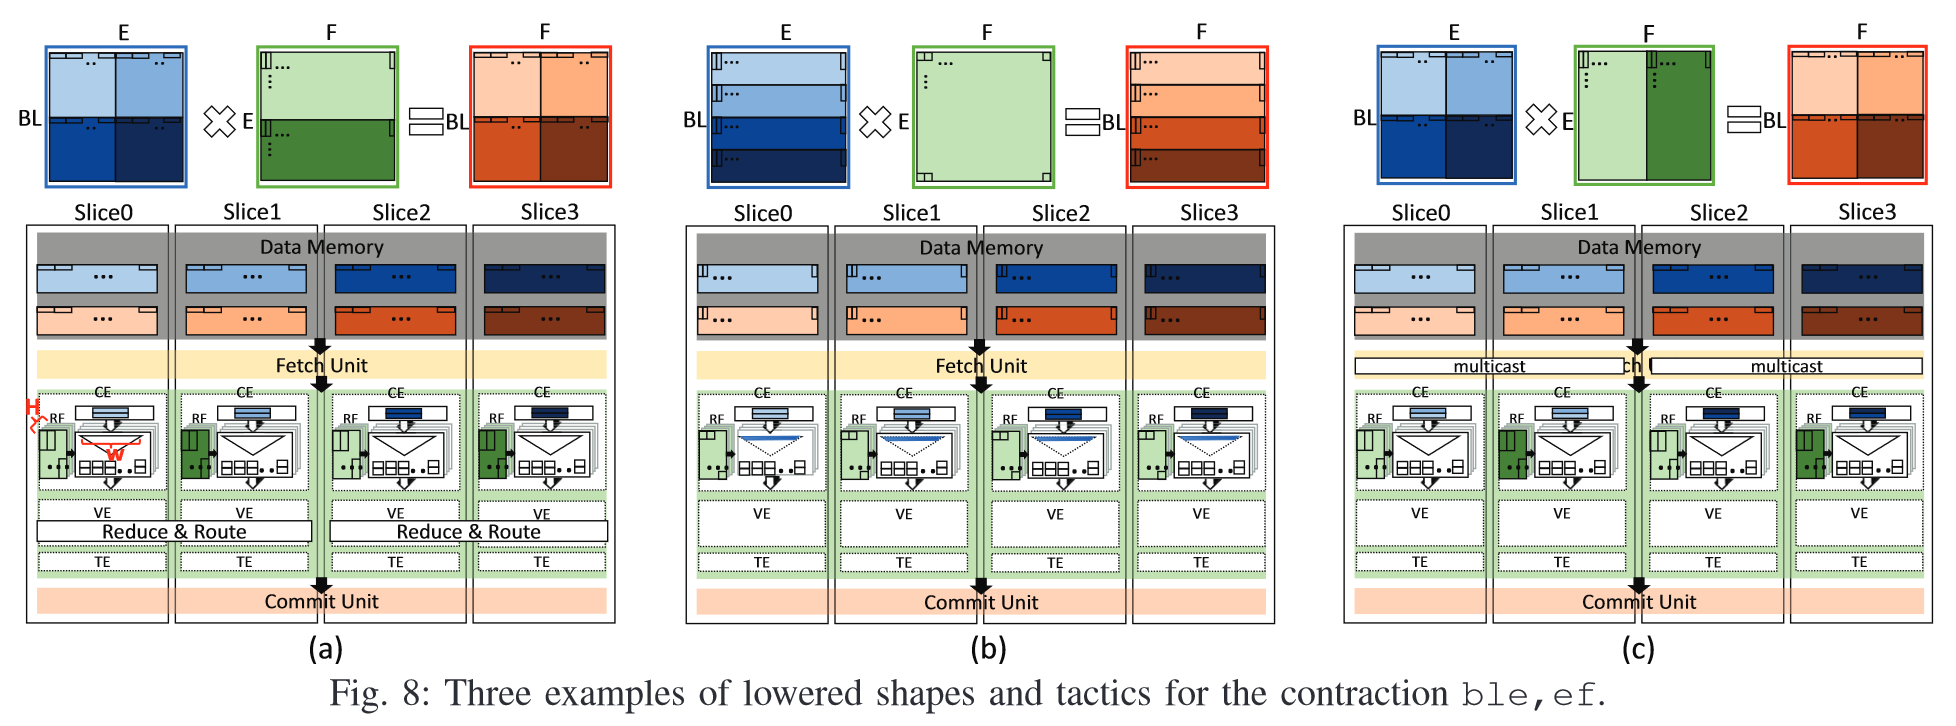 E
F
F
BL
E
BL
Slice0
Slice1
Slice2
Slice3
Data Memory
Fetch Unit
CE
CE
CE
CE
H
RF
RF
RF
RF
W
VE
VE
VE
VE
Reduce & Route
Reduce & Route
TE
TE
TE
TE
Commit Unit
(a)
E
F
F
BL
E
BL
Slice0
Slice1
Slice2
Slice3
Data Memory
Fetch Unit
CE
CE
CE
CE
RF
RF
RF
RF
VE
VE
VE
VE
TE
TE
TE
TE
Commit Unit
(b)
E
F
F
BL
E
BL
Slice0
Slice1
Slice2
Slice3
Data Memory
multicast
multicast
CE
CE
CE
CE
RF
RF
RF
RF
VE
VE
VE
VE
TE
TE
TE
TE
Commit Unit
(c)
Fig. 8: Three examples of lowered shapes and tactics for the contraction ble,ef.